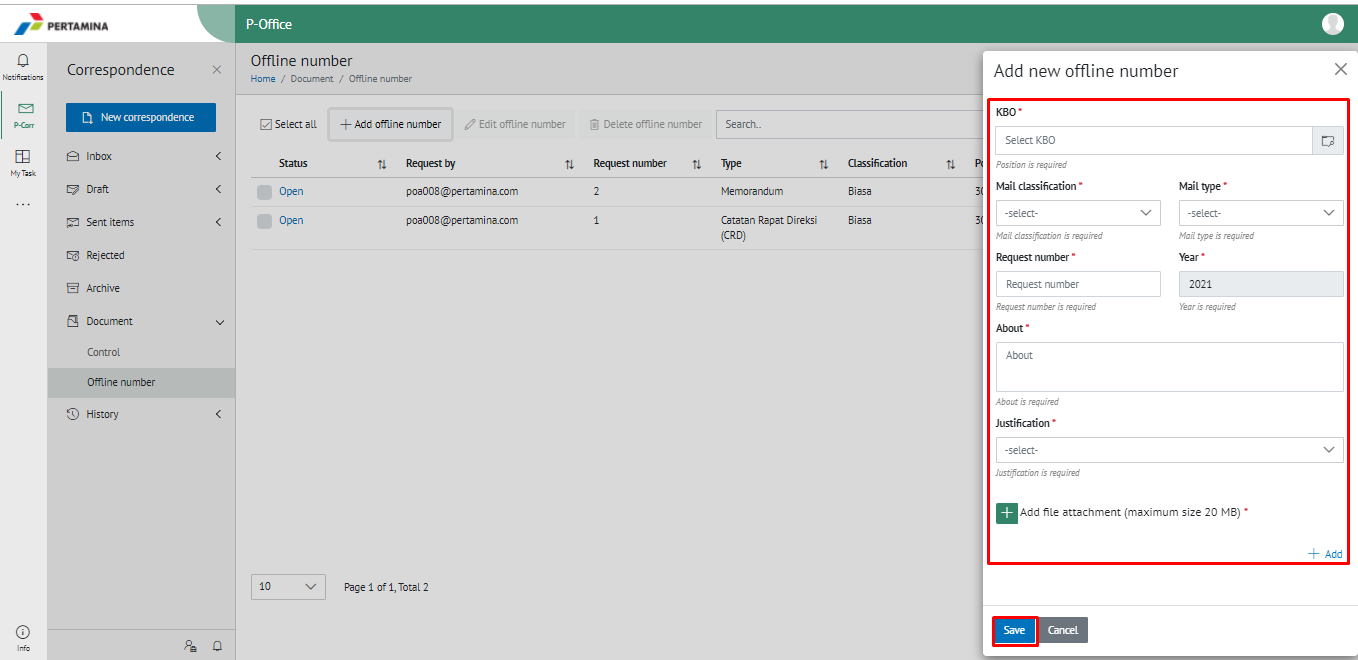 PERTAMINA
P-Office
Notifications
P-Corr
My Task
...
Info
Correspondence
New correspondence
Inbox
Draft
Sent items
Rejected
Archive
Document
Control
Offline number
History
Offline number
Home / Document / Offline number
Select all
Add offline number
Edit offline number
Delete offline number
Search..
Status Request by Request number Type Classification
Open poa008@pertamina.com 2 Memorandum Biasa
Open poa008@pertamina.com 1 Catatan Rapat Direksi (CRD) Biasa
10
Page 1 of 1, Total 2
Add new offline number
KBO *
Select KBO
Position is required
Mail classification * Mail type *
-select- -select-
Mail classification is required Mail type is required
Request number * Year *
Request number 2021
Request number is required Year is required
About *
About
About is required
Justification *
-select-
Justification is required
Add file attachment (maximum size 20 MB) *
Add
Save Cancel